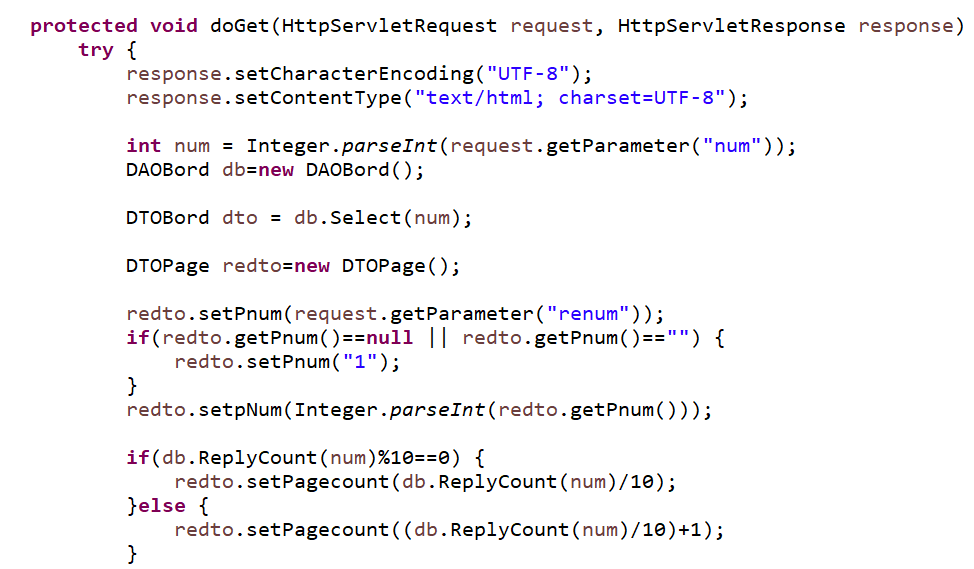 protected void doGet(HttpServletRequest request, HttpServletResponse response)
try {
response.setCharacterEncoding("UTF-8");
response.setContentType("text/html; charset=UTF-8");
int num = Integer.parseInt(request.getParameter("num"));
DAOBord db=new DAOBord();
DTOBord dto = db.Select(num);
DTOPage redto=new DTOPage();
redto.setPnum(request.getParameter("renum"));
if(redto.getPnum()==null || redto.getPnum()=="") {
redto.setPnum("1");
}
redto.setpNum(Integer.parseInt(redto.getPnum()));
if(db.ReplyCount(num)%10==0) {
redto.setPagecount(db.ReplyCount(num)/10);
}else {
redto.setPagecount((db.ReplyCount(num)/10)+1);
}